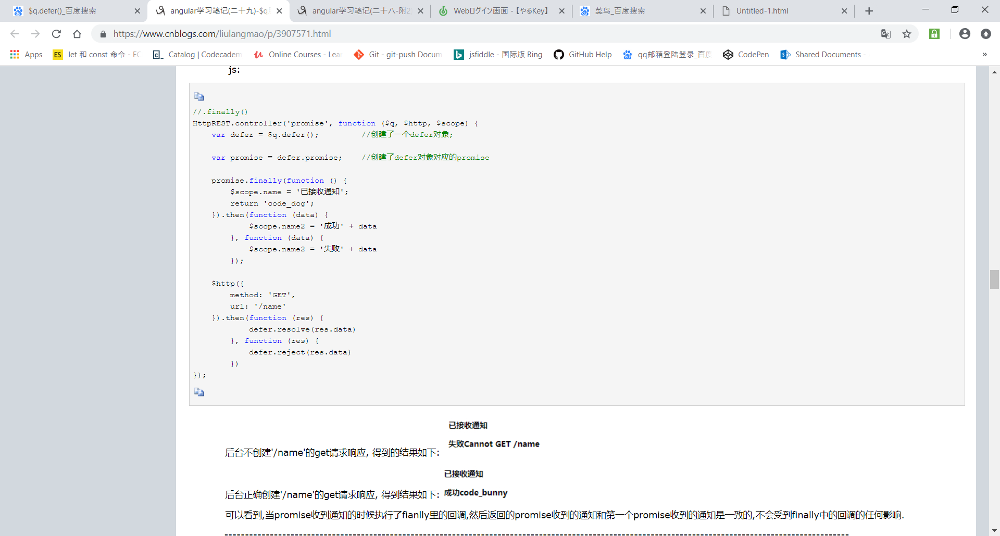 $q.defer()_百度搜索
angular学习笔记(二十九)-$q
angular学习笔记(二十八-附2
Webログイン画面 -【やるKey】
菜鸟_百度搜索
Untitled-1.html
https://www.cnblogs.com/liulangmao/p/3907571.html
Apps
ES
let 和 const 命令 - EC
Catalog | Codecadem
Online Courses - Lea
Git - git-push Docum
jsfiddle - 国际版 Bing
GitHub Help
qq邮箱登陆登录_百度
CodePen
Shared Documents -
»
js:
//.finally()
HttpREST.controller('promise', function ($q, $http, $scope) {
    var defer = $q.defer();         //创建了一个defer对象;
    var promise = defer.promise;    //创建了defer对象对应的promise
    promise.finally(function () {
        $scope.name = '已接收通知';
        return 'code_dog';
    }).then(function (data) {
            $scope.name2 = '成功' + data
        }, function (data) {
            $scope.name2 = '失败' + data
        });
    $http({
        method: 'GET',
        url: '/name'
    }).then(function (res) {
            defer.resolve(res.data)
        }, function (res) {
            defer.reject(res.data)
        })
});
已接收通知
失败Cannot GET /name
后台不创建'/name'的get请求响应, 得到的结果如下:
已接收通知
成功code_bunny
后台正确创建'/name'的get请求响应, 得到结果如下:
可以看到,当promise收到通知的时候执行了fianlly里的回调,然后返回的promise收到的通知和第一个promise收到的通知是一致的,不会受到finally中的回调的任何影响.